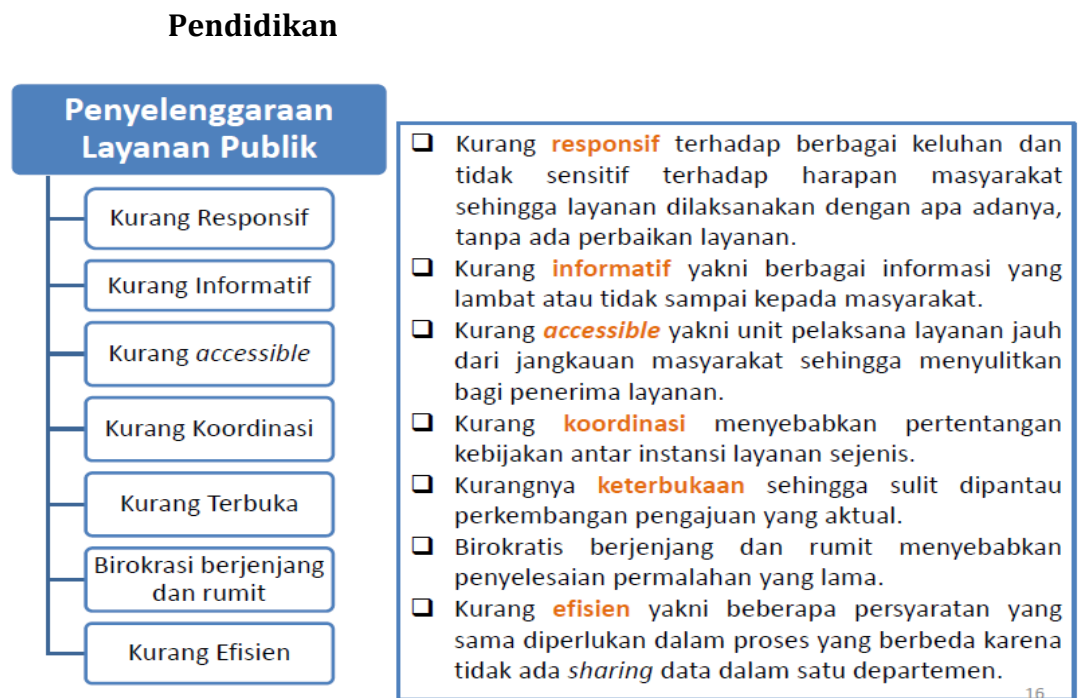 Pendidikan
Penyelenggaraan
Layanan Publik
Kurang Responsif
Kurang Informatif
Kurang accessible
Kurang Koordinasi
Kurang Terbuka
Birokrasi berjenjang
dan rumit
Kurang Efisien
❑ Kurang responsif terhadap berbagai keluhan dan
tidak sensitif terhadap harapan masyarakat
sehingga layanan dilaksanakan dengan apa adanya,
tanpa ada perbaikan layanan.
❑ Kurang informatif yakni berbagai informasi yang
lambat atau tidak sampai kepada masyarakat.
❑ Kurang accessible yakni unit pelaksana layanan jauh
dari jangkauan masyarakat sehingga menyulitkan
bagi penerima layanan.
❑ Kurang koordinasi menyebabkan pertentangan
kebijakan antar instansi layanan sejenis.
❑ Kurangnya keterbukaan sehingga sulit dipantau
perkembangan pengajuan yang aktual.
❑ Birokratis berjenjang dan rumit menyebabkan
penyelesaian permalahan yang lama.
❑ Kurang efisien yakni beberapa persyaratan yang
sama diperlukan dalam proses yang berbeda karena
tidak ada sharing data dalam satu departemen.
16